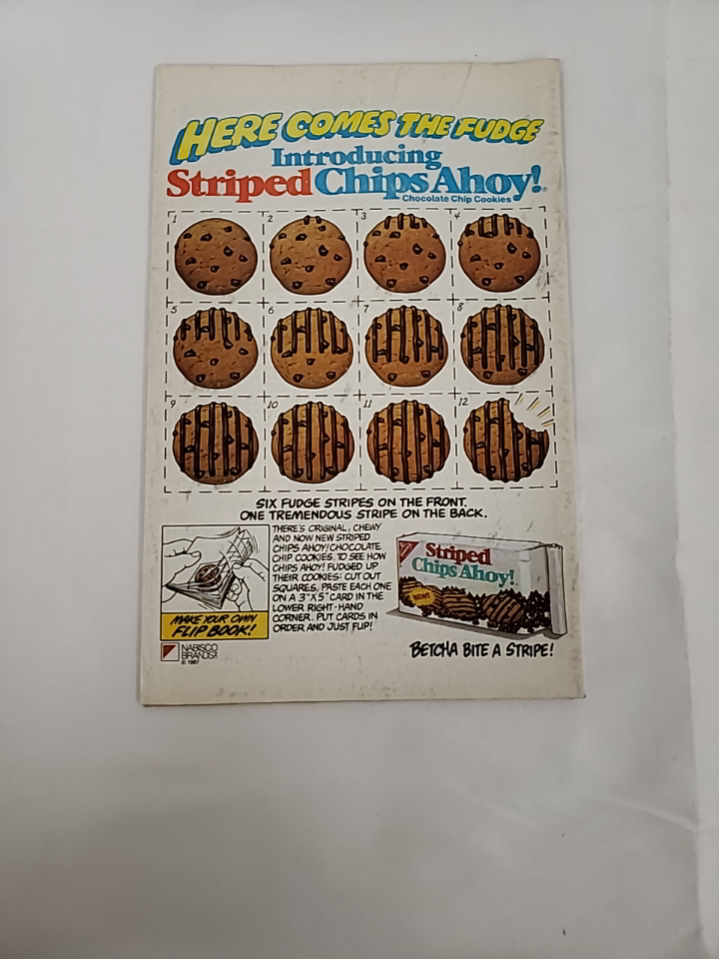 HERE COMES THE FUDGE
Introducing
Striped Chips Ahoy!®
Chocolate Chip Cookies
1 2 3 4
5 6 7 8
9 10 11 12
SIX FUDGE STRIPES ON THE FRONT.
ONE TREMENDOUS STRIPE ON THE BACK.
THERE'S ORIGINAL, CHEWY
AND NOW NEW STRIPED
CHIPS AHOY! CHOCOLATE
CHIP COOKIES. TO SEE HOW
CHIPS AHOY! FUDGED UP
THEIR COOKIES: CUT OUT
SQUARES, PASTE EACH ONE
ON A 3"X5" CARD IN THE
LOWER RIGHT-HAND
CORNER. PUT CARDS IN
ORDER AND JUST FLIP!
MAKE YOUR OWN
FLIP BOOK!
NABISCO
BRANDS
© 1987
Striped
Chips Ahoy!
NEW!
BETCHA BITE A STRIPE!